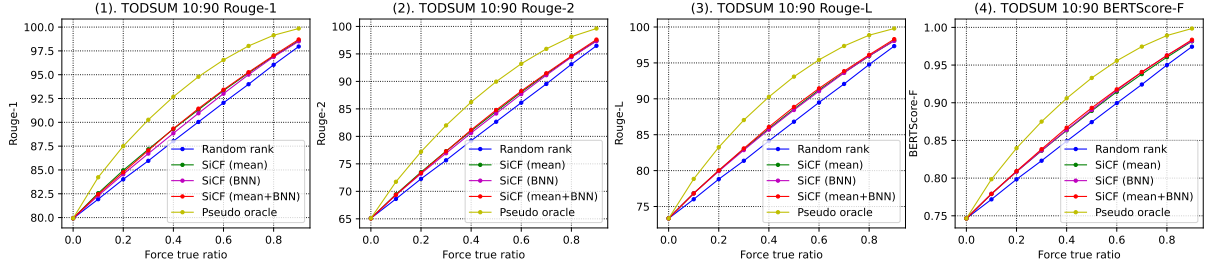 (1). TODSUM 10:90 Rouge-1
Rouge-1
100.0
97.5
95.0
92.5
90.0
87.5
85.0
82.5
80.0
Random rank
SiCF (mean)
SiCF (BNN)
SiCF (mean+BNN)
Pseudo oracle
0.0 0.2 0.4 0.6 0.8
Force true ratio
(2). TODSUM 10:90 Rouge-2
Rouge-2
100
95
90
85
80
75
70
65
Random rank
SiCF (mean)
SiCF (BNN)
SiCF (mean+BNN)
Pseudo oracle
0.0 0.2 0.4 0.6 0.8
Force true ratio
(3). TODSUM 10:90 Rouge-L
Rouge-L
100
95
90
85
80
75
Random rank
SiCF (mean)
SiCF (BNN)
SiCF (mean+BNN)
Pseudo oracle
0.0 0.2 0.4 0.6 0.8
Force true ratio
(4). TODSUM 10:90 BERTScore-F
BERTScore-F
1.00
0.95
0.90
0.85
0.80
0.75
Random rank
SiCF (mean)
SiCF (BNN)
SiCF (mean+BNN)
Pseudo oracle
0.0 0.2 0.4 0.6 0.8
Force true ratio